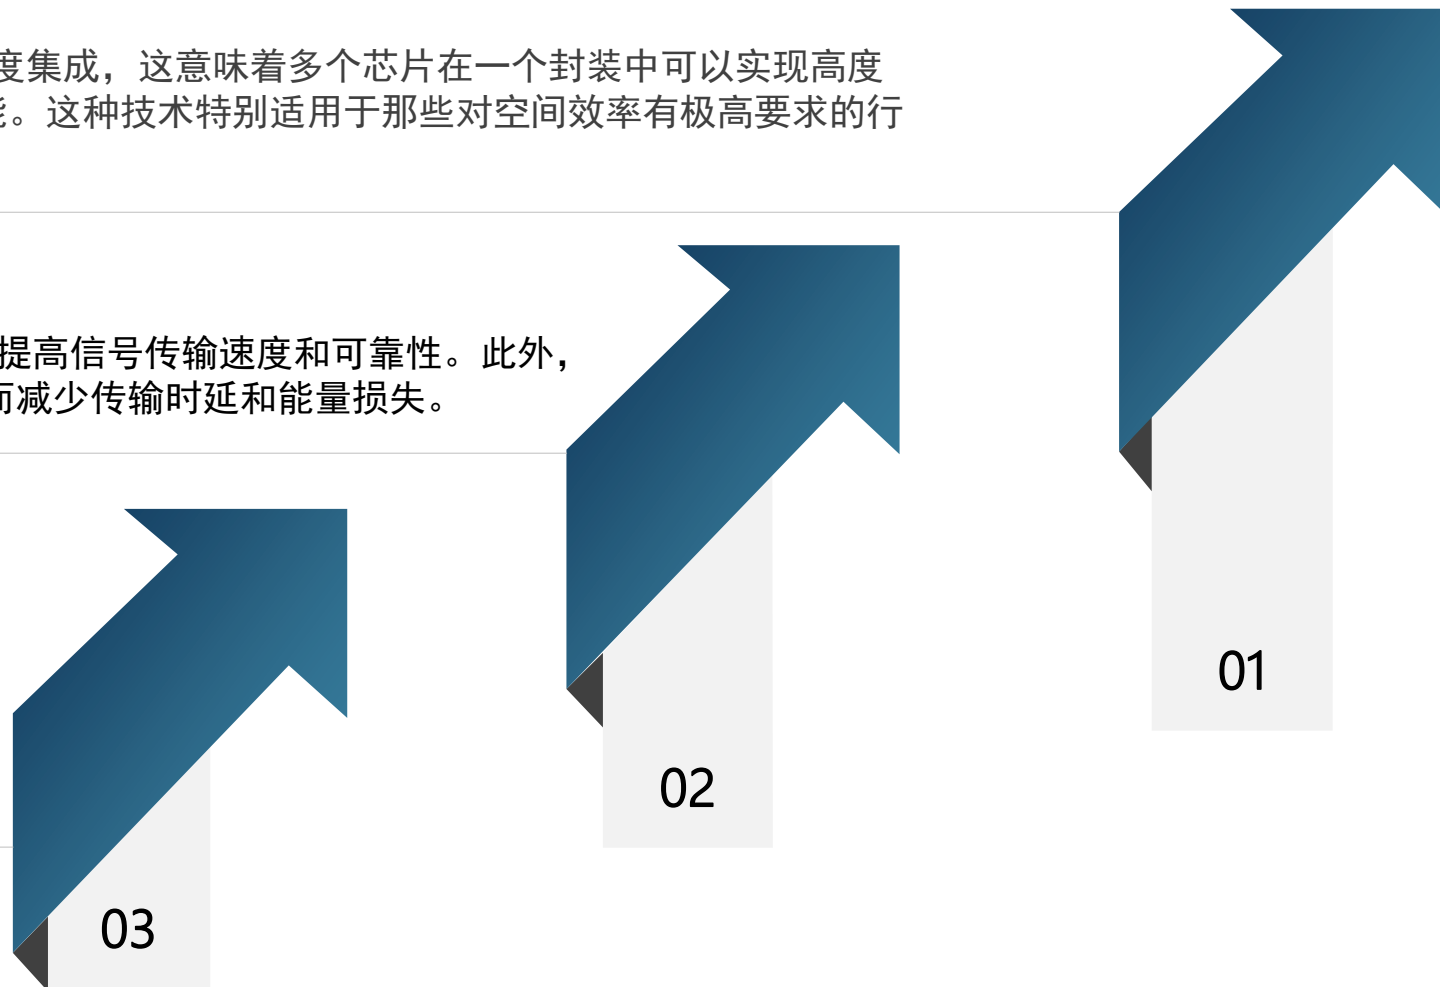 度集成，这意味着多个芯片在一个封装中可以实现高度
能。这种技术特别适用于那些对空间效率有极高要求的行
提高信号传输速度和可靠性。此外，
而减少传输时延和能量损失。
01
02
03